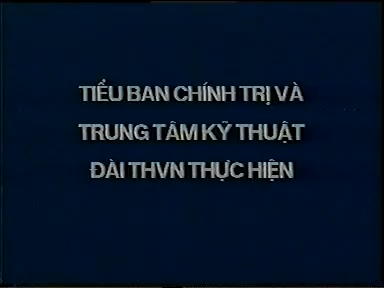 TIỂU BAN CHÍNH TRỊ VÀ
TRUNG TÂM KỸ THUẬT
ĐÀI THVN THỰC HIỆN